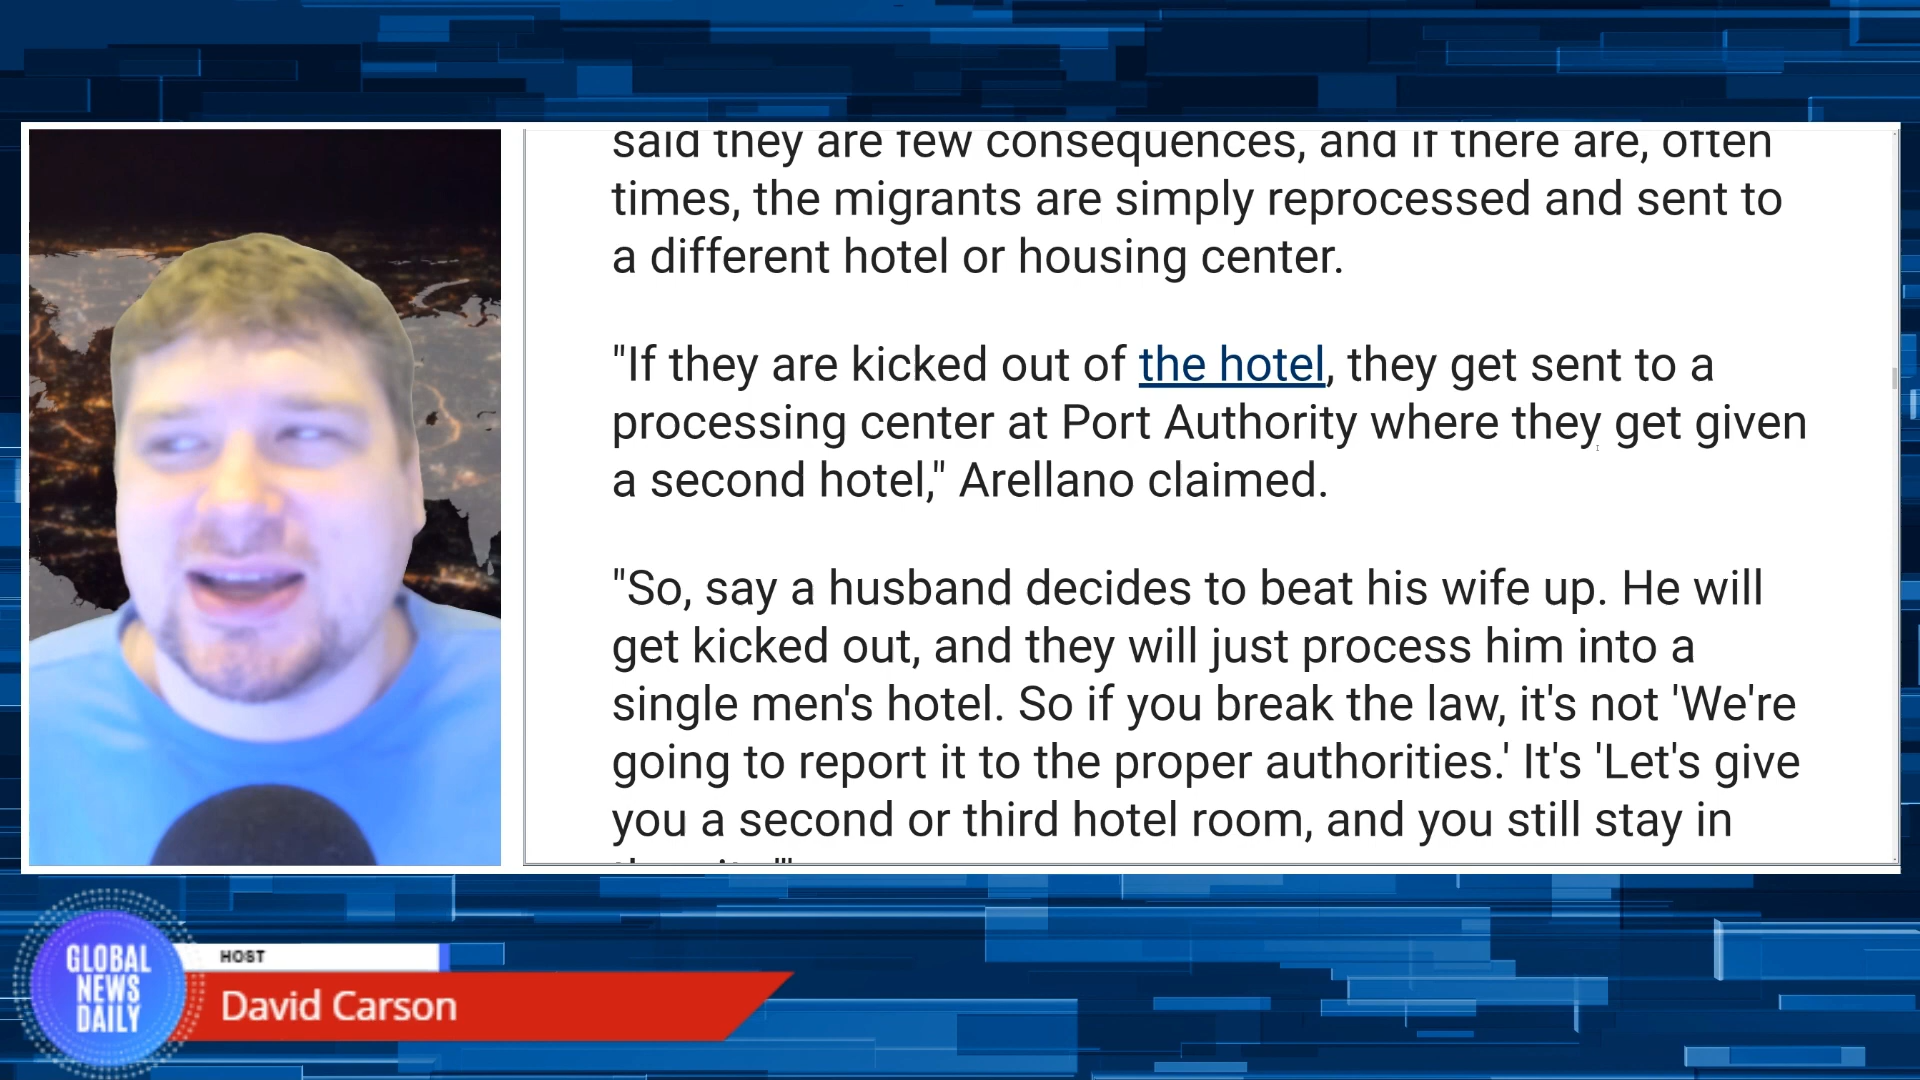 said they are few consequences, and if there are, often
times, the migrants are simply reprocessed and sent to
a different hotel or housing center.
"If they are kicked out of the hotel, they get sent to a
processing center at Port Authority where they get given
a second hotel," Arellano claimed.
"So, say a husband decides to beat his wife up. He will
get kicked out, and they will just process him into a
single men's hotel. So if you break the law, it's not 'We're
going to report it to the proper authorities.' It's 'Let's give
you a second or third hotel room, and you still stay in
GLOBAL
NEWS
DAILY
HOST
David Carson